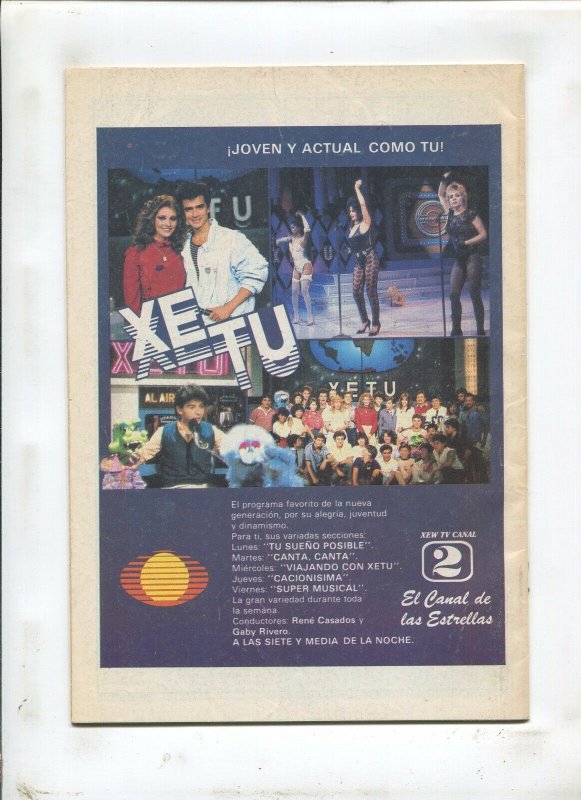 ¡JOVEN Y ACTUAL COMO TU!
E U
XE TU
XETU
AL AIRE
XETU
El programa favorito de la nueva
generación, por su alegria, juventud
y dinamismo.
Para ti, sus variadas secciones:
Lunes: "TU SUEÑO POSIBLE".
Martes: "CANTA, CANTA".
Miércoles: "VIAJANDO CON XETU".
Jueves: "CACIONISIMA".
Viernes: "SUPER MUSICAL".
La gran variedad durante toda
la semana.
Conductores: René Casados y
Gaby Rivero.
A LAS SIETE Y MEDIA DE LA NOCHE.
XEW TV CANAL
2
El Canal de
las Estrellas